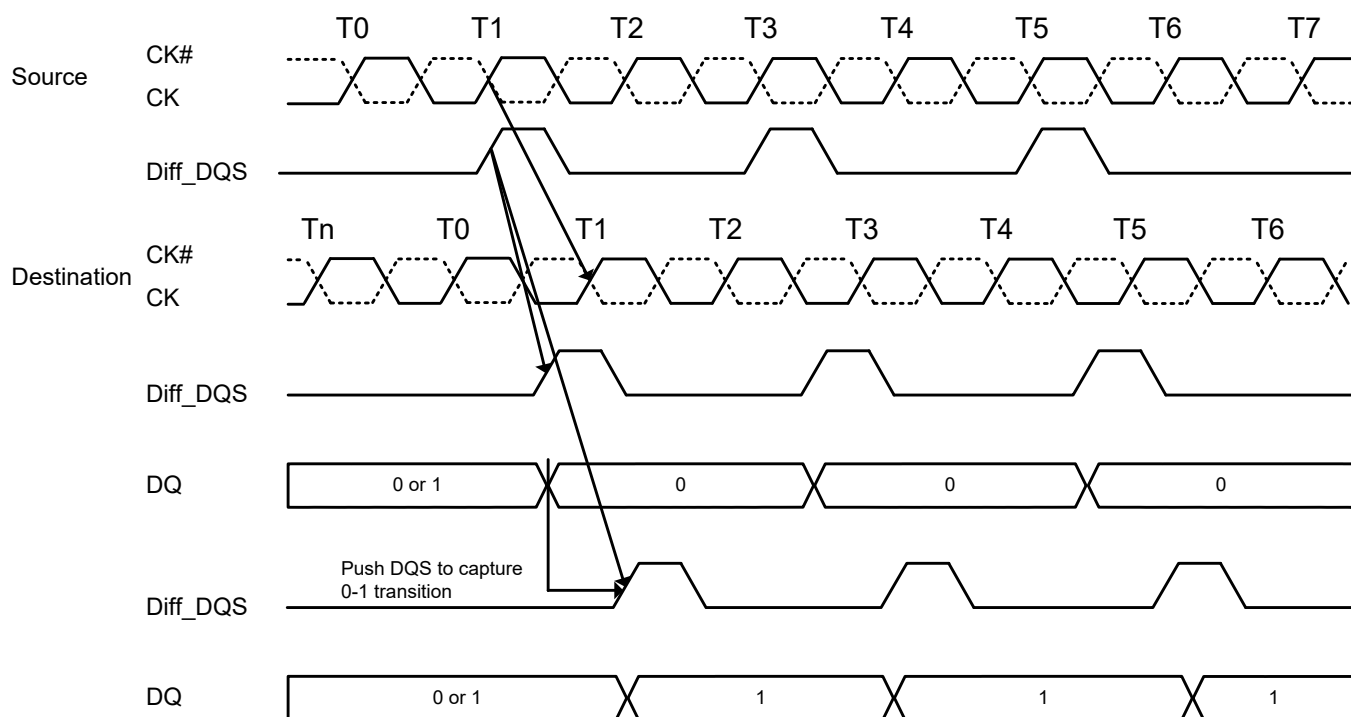 T0 T1 T2 T3 T4 T5 T6 T7
CK#
Source
CK
Diff_DQS
Tn T0 T1 T2 T3 T4 T5 T6
CK#
Destination
CK
Diff_DQS
DQ 0 or 1 0 0 0
Push DQS to capture
0-1 transition
Diff_DQS
DQ 0 or 1 1 1 1